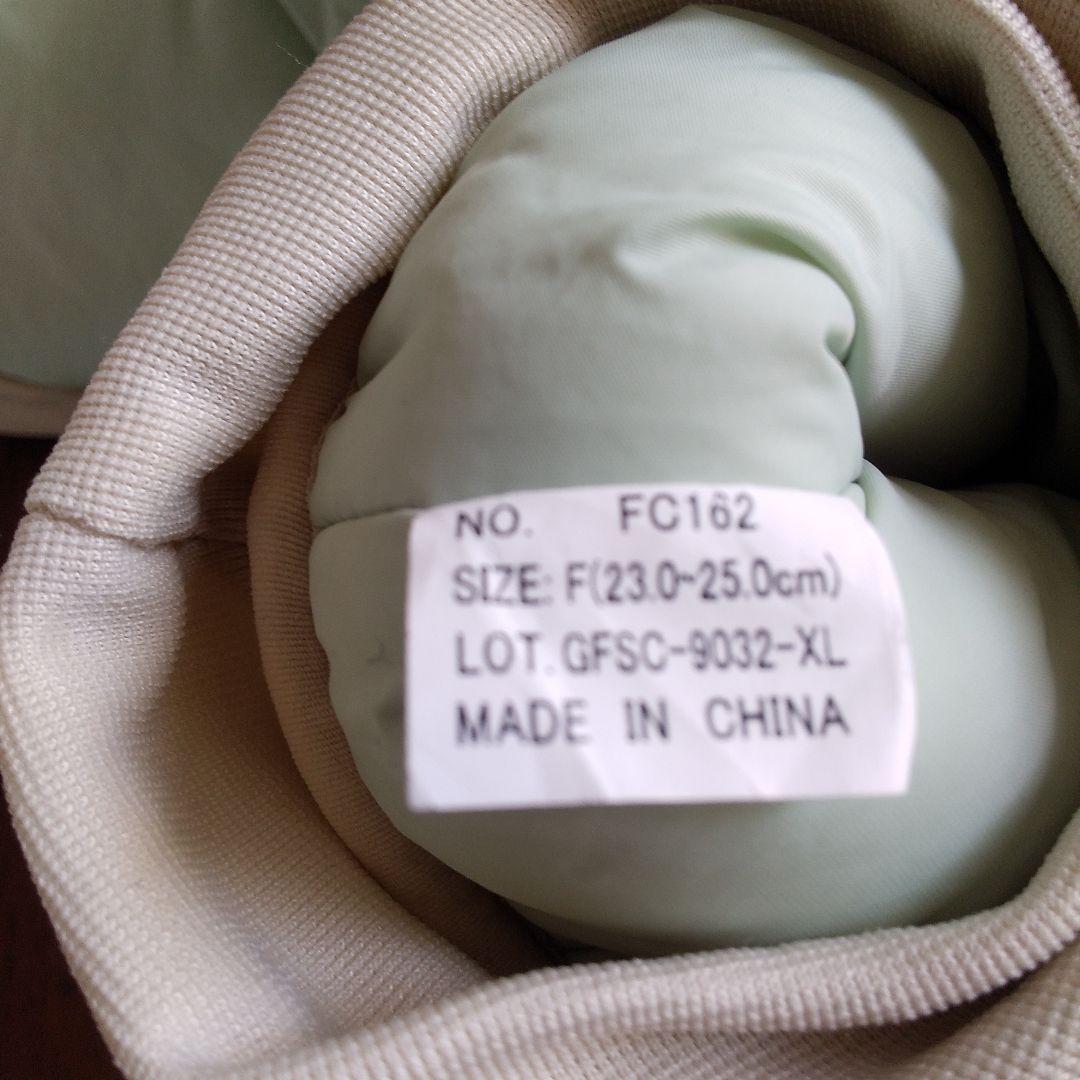 NO. FC162
SIZE: F(23.0~25.0cm)
LOT. GFSC-9032-XL
MADE IN CHINA